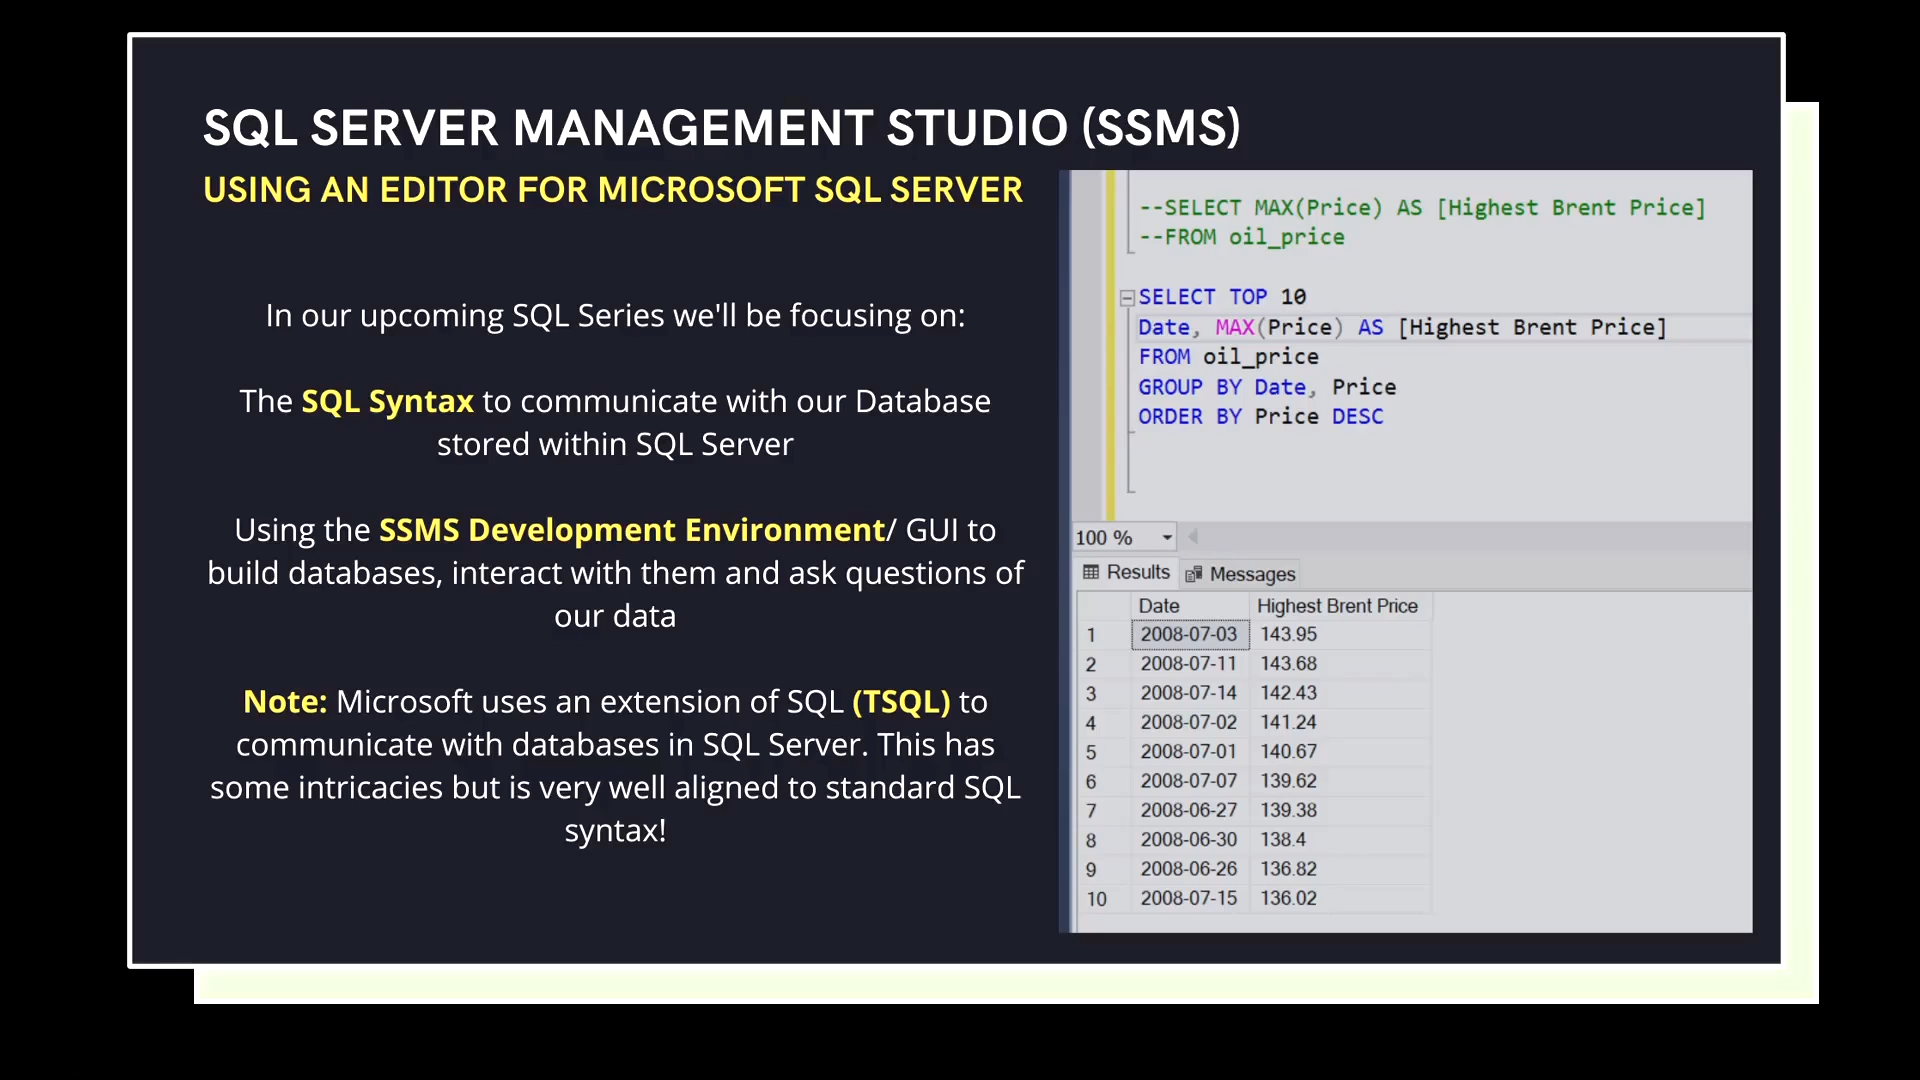 SQL SERVER MANAGEMENT STUDIO (SSMS)
USING AN EDITOR FOR MICROSOFT SQL SERVER
In our upcoming SQL Series we'll be focusing on:
The SQL Syntax to communicate with our Database
stored within SQL Server
Using the SSMS Development Environment/ GUI to
build databases, interact with them and ask questions of
our data
Note: Microsoft uses an extension of SQL (TSQL) to
communicate with databases in SQL Server. This has
some intricacies but is very well aligned to standard SQL
syntax!
--SELECT MAX(Price) AS [Highest Brent Price]
--FROM oil_price
SELECT TOP 10
Date, MAX(Price) AS [Highest Brent Price]
FROM oil_price
GROUP BY Date, Price
ORDER BY Price DESC
100 %
Results Messages
Date Highest Brent Price
1 2008-07-03 143.95
2 2008-07-11 143.68
3 2008-07-14 142.43
4 2008-07-02 141.24
5 2008-07-01 140.67
6 2008-07-07 139.62
7 2008-06-27 139.38
8 2008-06-30 138.4
9 2008-06-26 136.82
10 2008-07-15 136.02